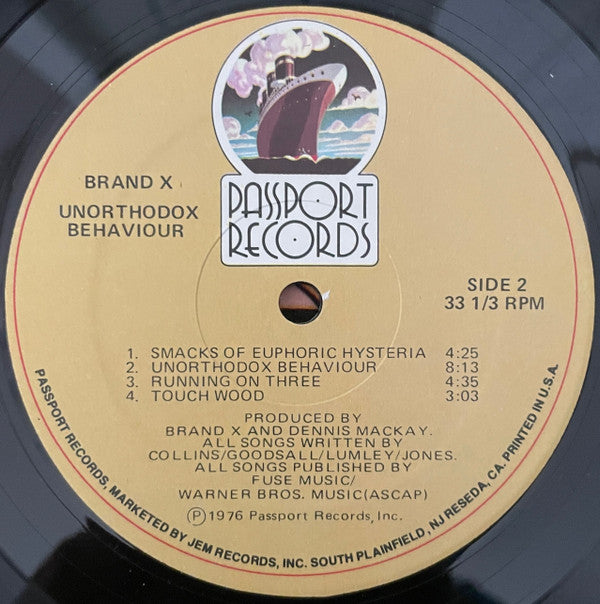 PASSPORT
RECORDS
BRAND X
UNORTHODOX
BEHAVIOUR
SIDE 2
33 1/3 RPM
1. SMACKS OF EUPHORIC HYSTERIA 4:25
2. UNORTHODOX BEHAVIOUR 8:13
3. RUNNING ON THREE 4:35
4. TOUCH WOOD 3:03
PRODUCED BY
BRAND X AND DENNIS MACKAY.
ALL SONGS WRITTEN BY
COLLINS/GOODSALL/LUMLEY/JONES.
ALL SONGS PUBLISHED BY
FUSE MUSIC/
WARNER BROS. MUSIC(ASCAP)
Ⓟ1976 Passport Records, Inc.
PASSPORT RECORDS, MARKETED BY JEM RECORDS, INC. SOUTH PLAINFIELD, NJ RESEDA, CA. PRINTED IN U.S.A.